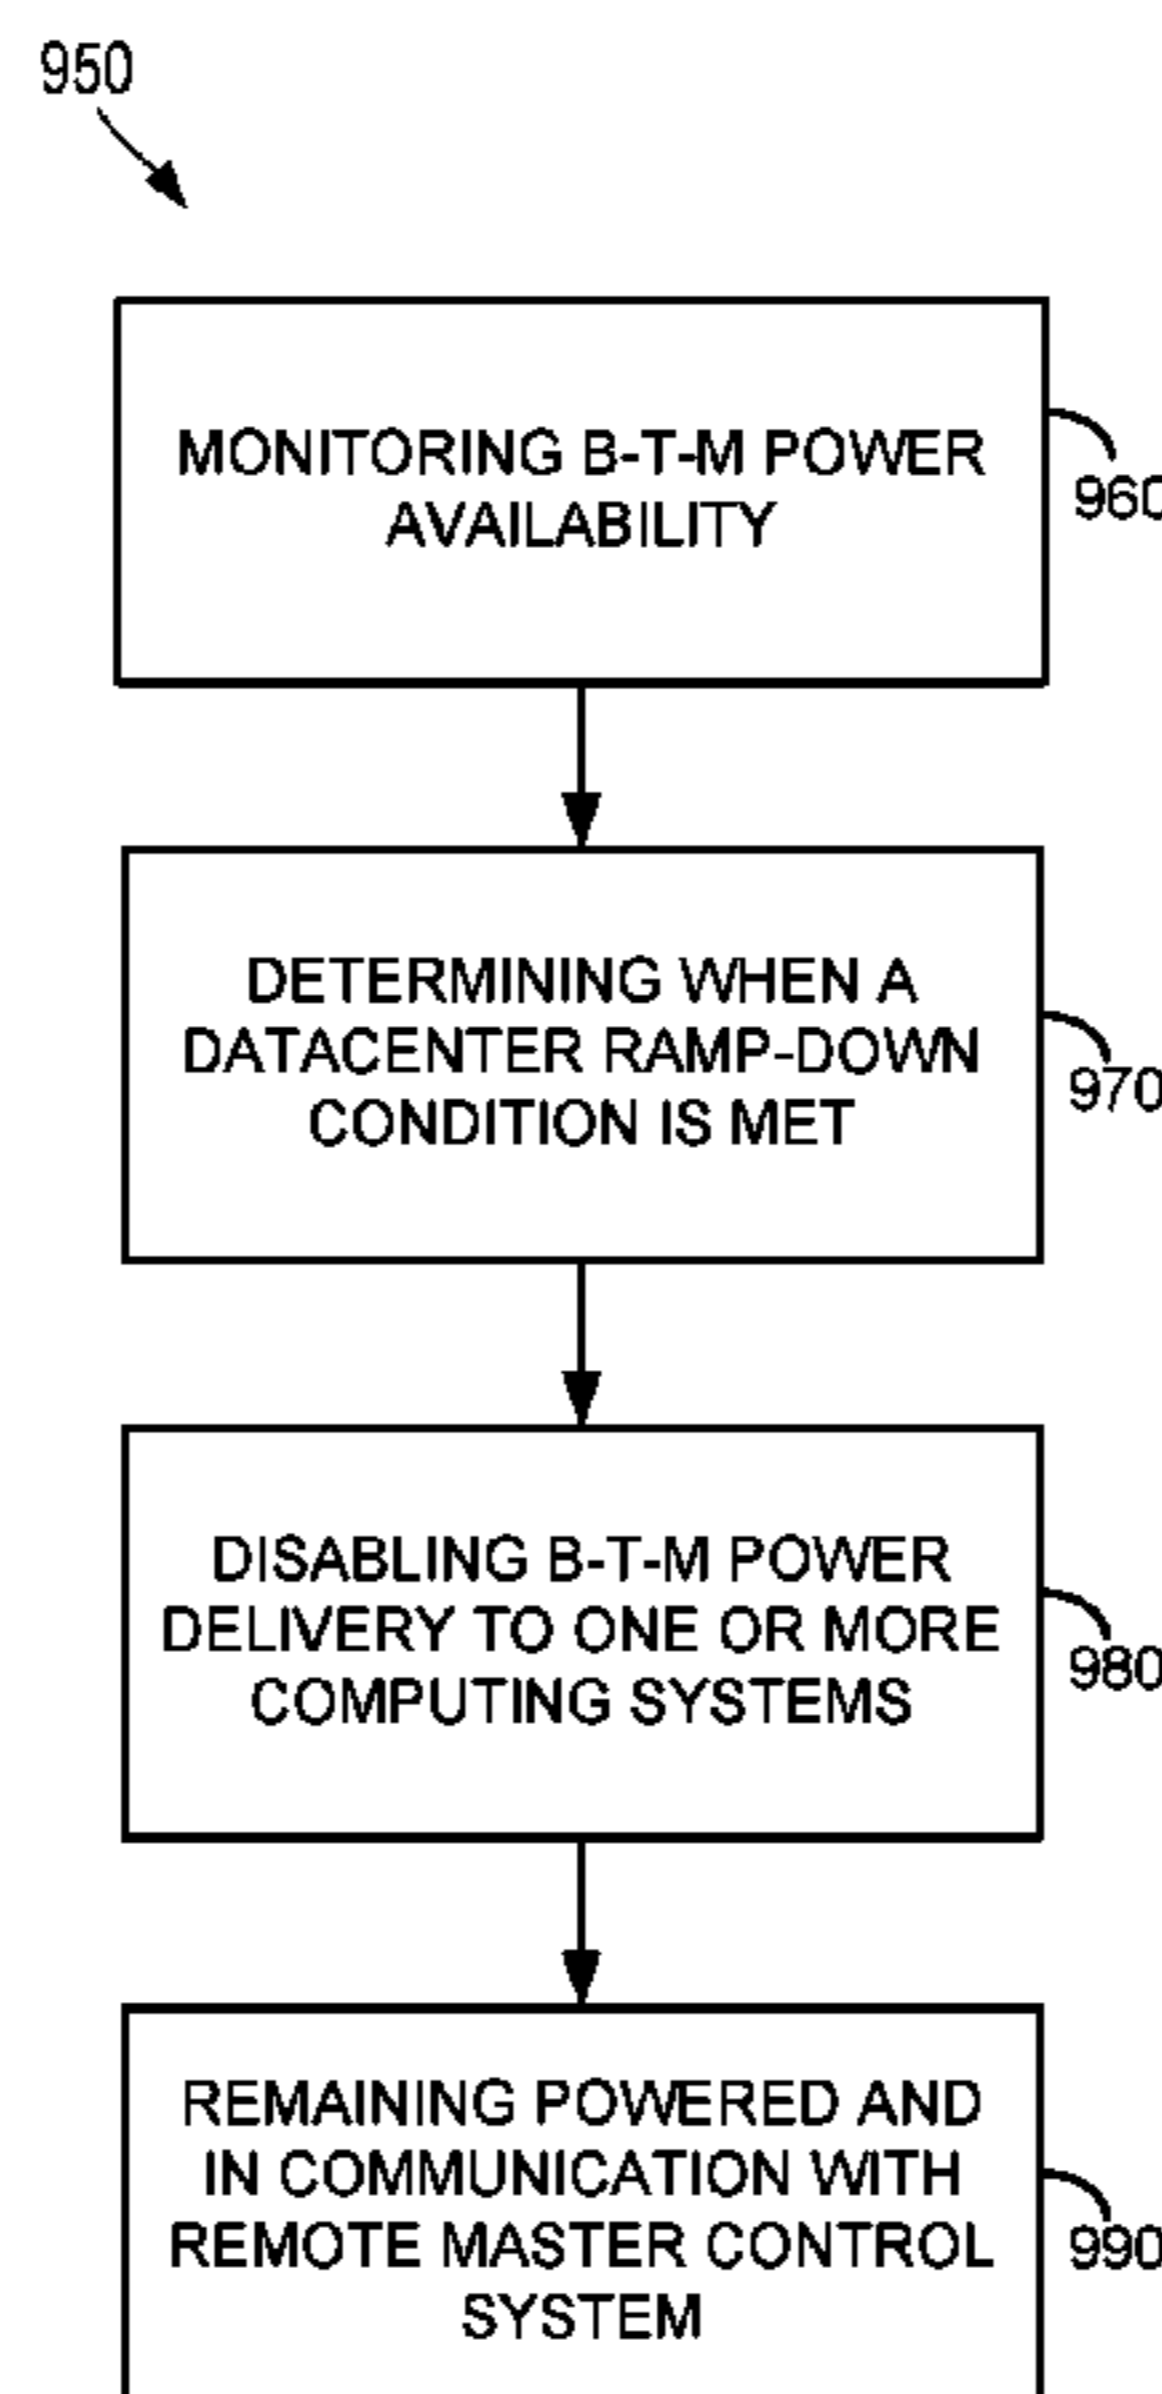 950
MONITORING B-T-M POWER
AVAILABILITY
960
DETERMINING WHEN A
DATACENTER RAMP-DOWN
CONDITION IS MET
970
DISABLING B-T-M POWER
DELIVERY TO ONE OR MORE
COMPUTING SYSTEMS
980
REMAINING POWERED AND
IN COMMUNICATION WITH
REMOTE MASTER CONTROL
SYSTEM
990